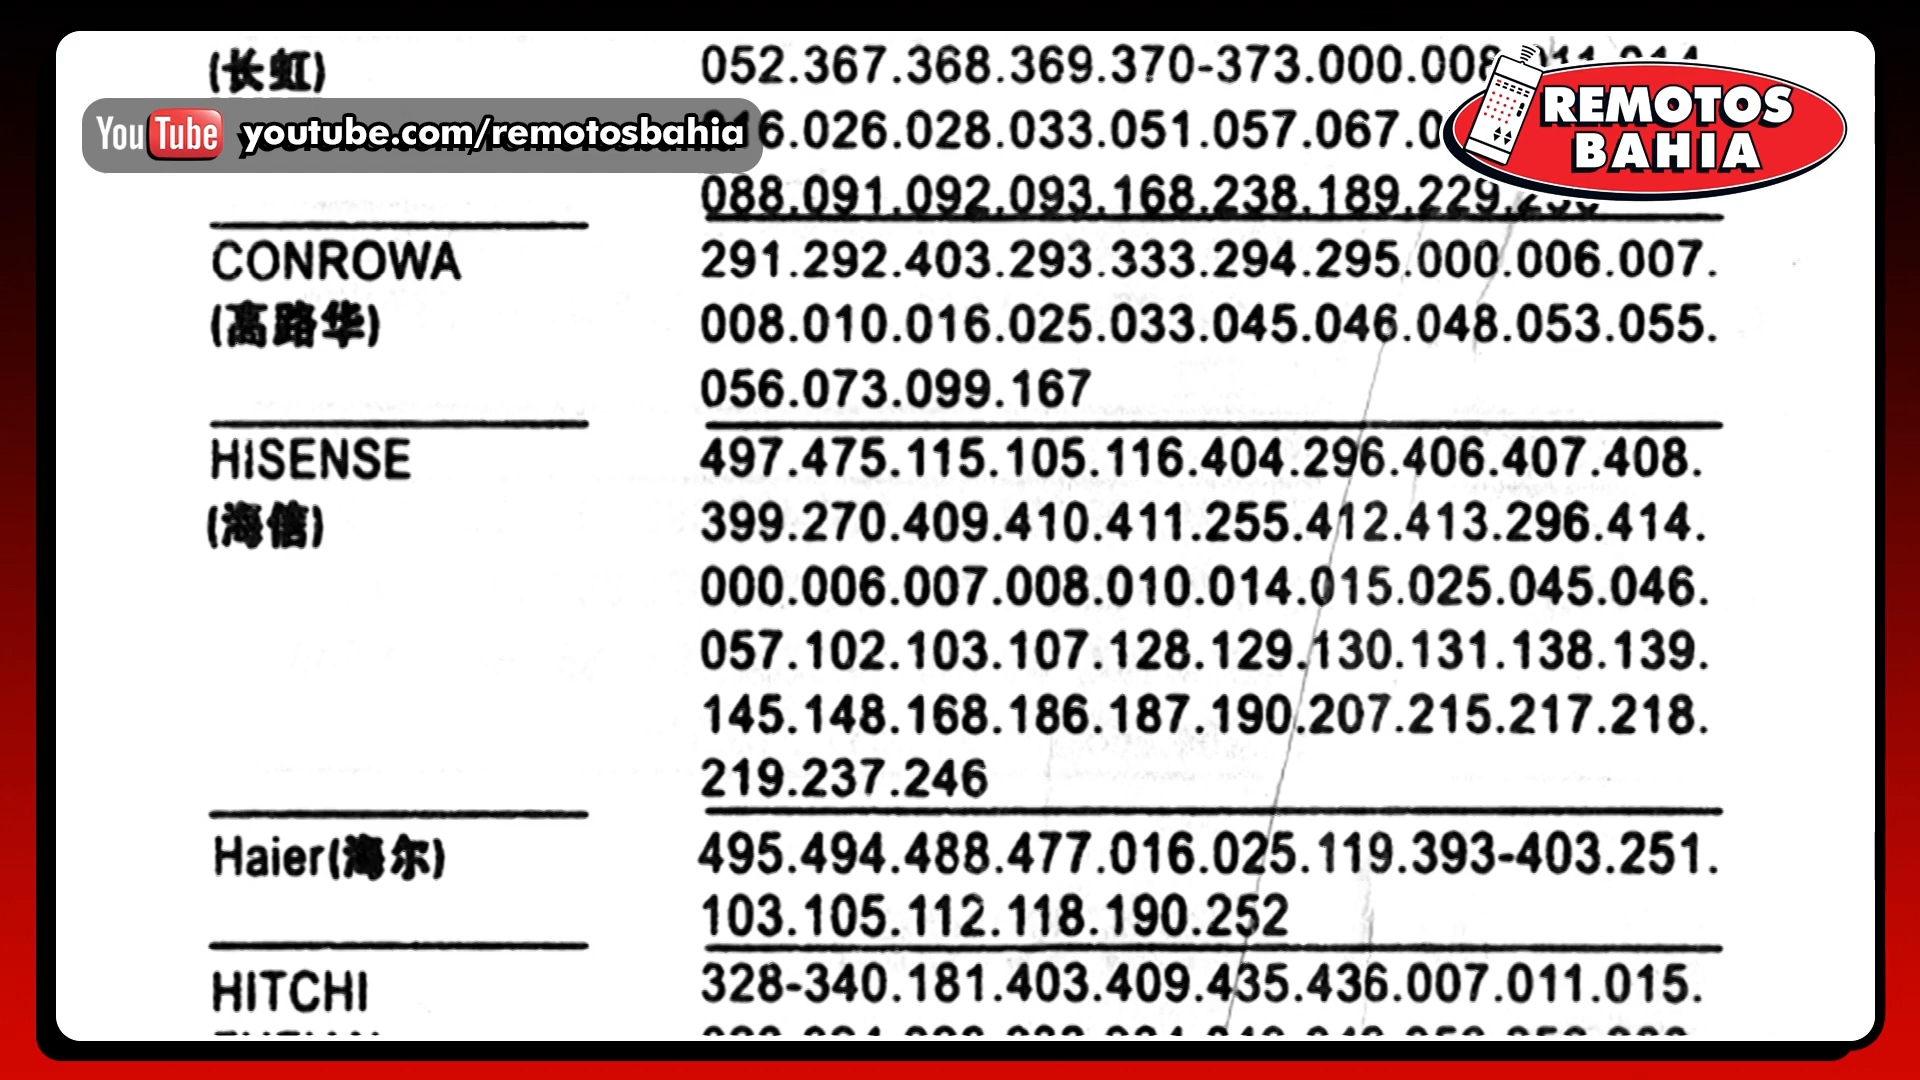 (长虹)
052.367.368.369.370-373.000.008.011.014
YouTube youtube.com/remotosbahia
REMOTOS
BAHIA
16.026.028.033.051.057.067.0
088.091.092.093.168.238.189.229.230
CONROWA
291.292.403.293.333.294.295.000.006.007.
(高路华)
008.010.016.025.033.045.046.048.053.055.
056.073.099.167
HISENSE
497.475.115.105.116.404.296.406.407.408.
(海信)
399.270.409.410.411.255.412.413.296.414.
000.006.007.008.010.014.015.025.045.046.
057.102.103.107.128.129.130.131.138.139.
145.148.168.186.187.190.207.215.217.218.
219.237.246
Haier(海尔)
495.494.488.477.016.025.119.393-403.251.
103.105.112.118.190.252
HITCHI
328-340.181.403.409.435.436.007.011.015.